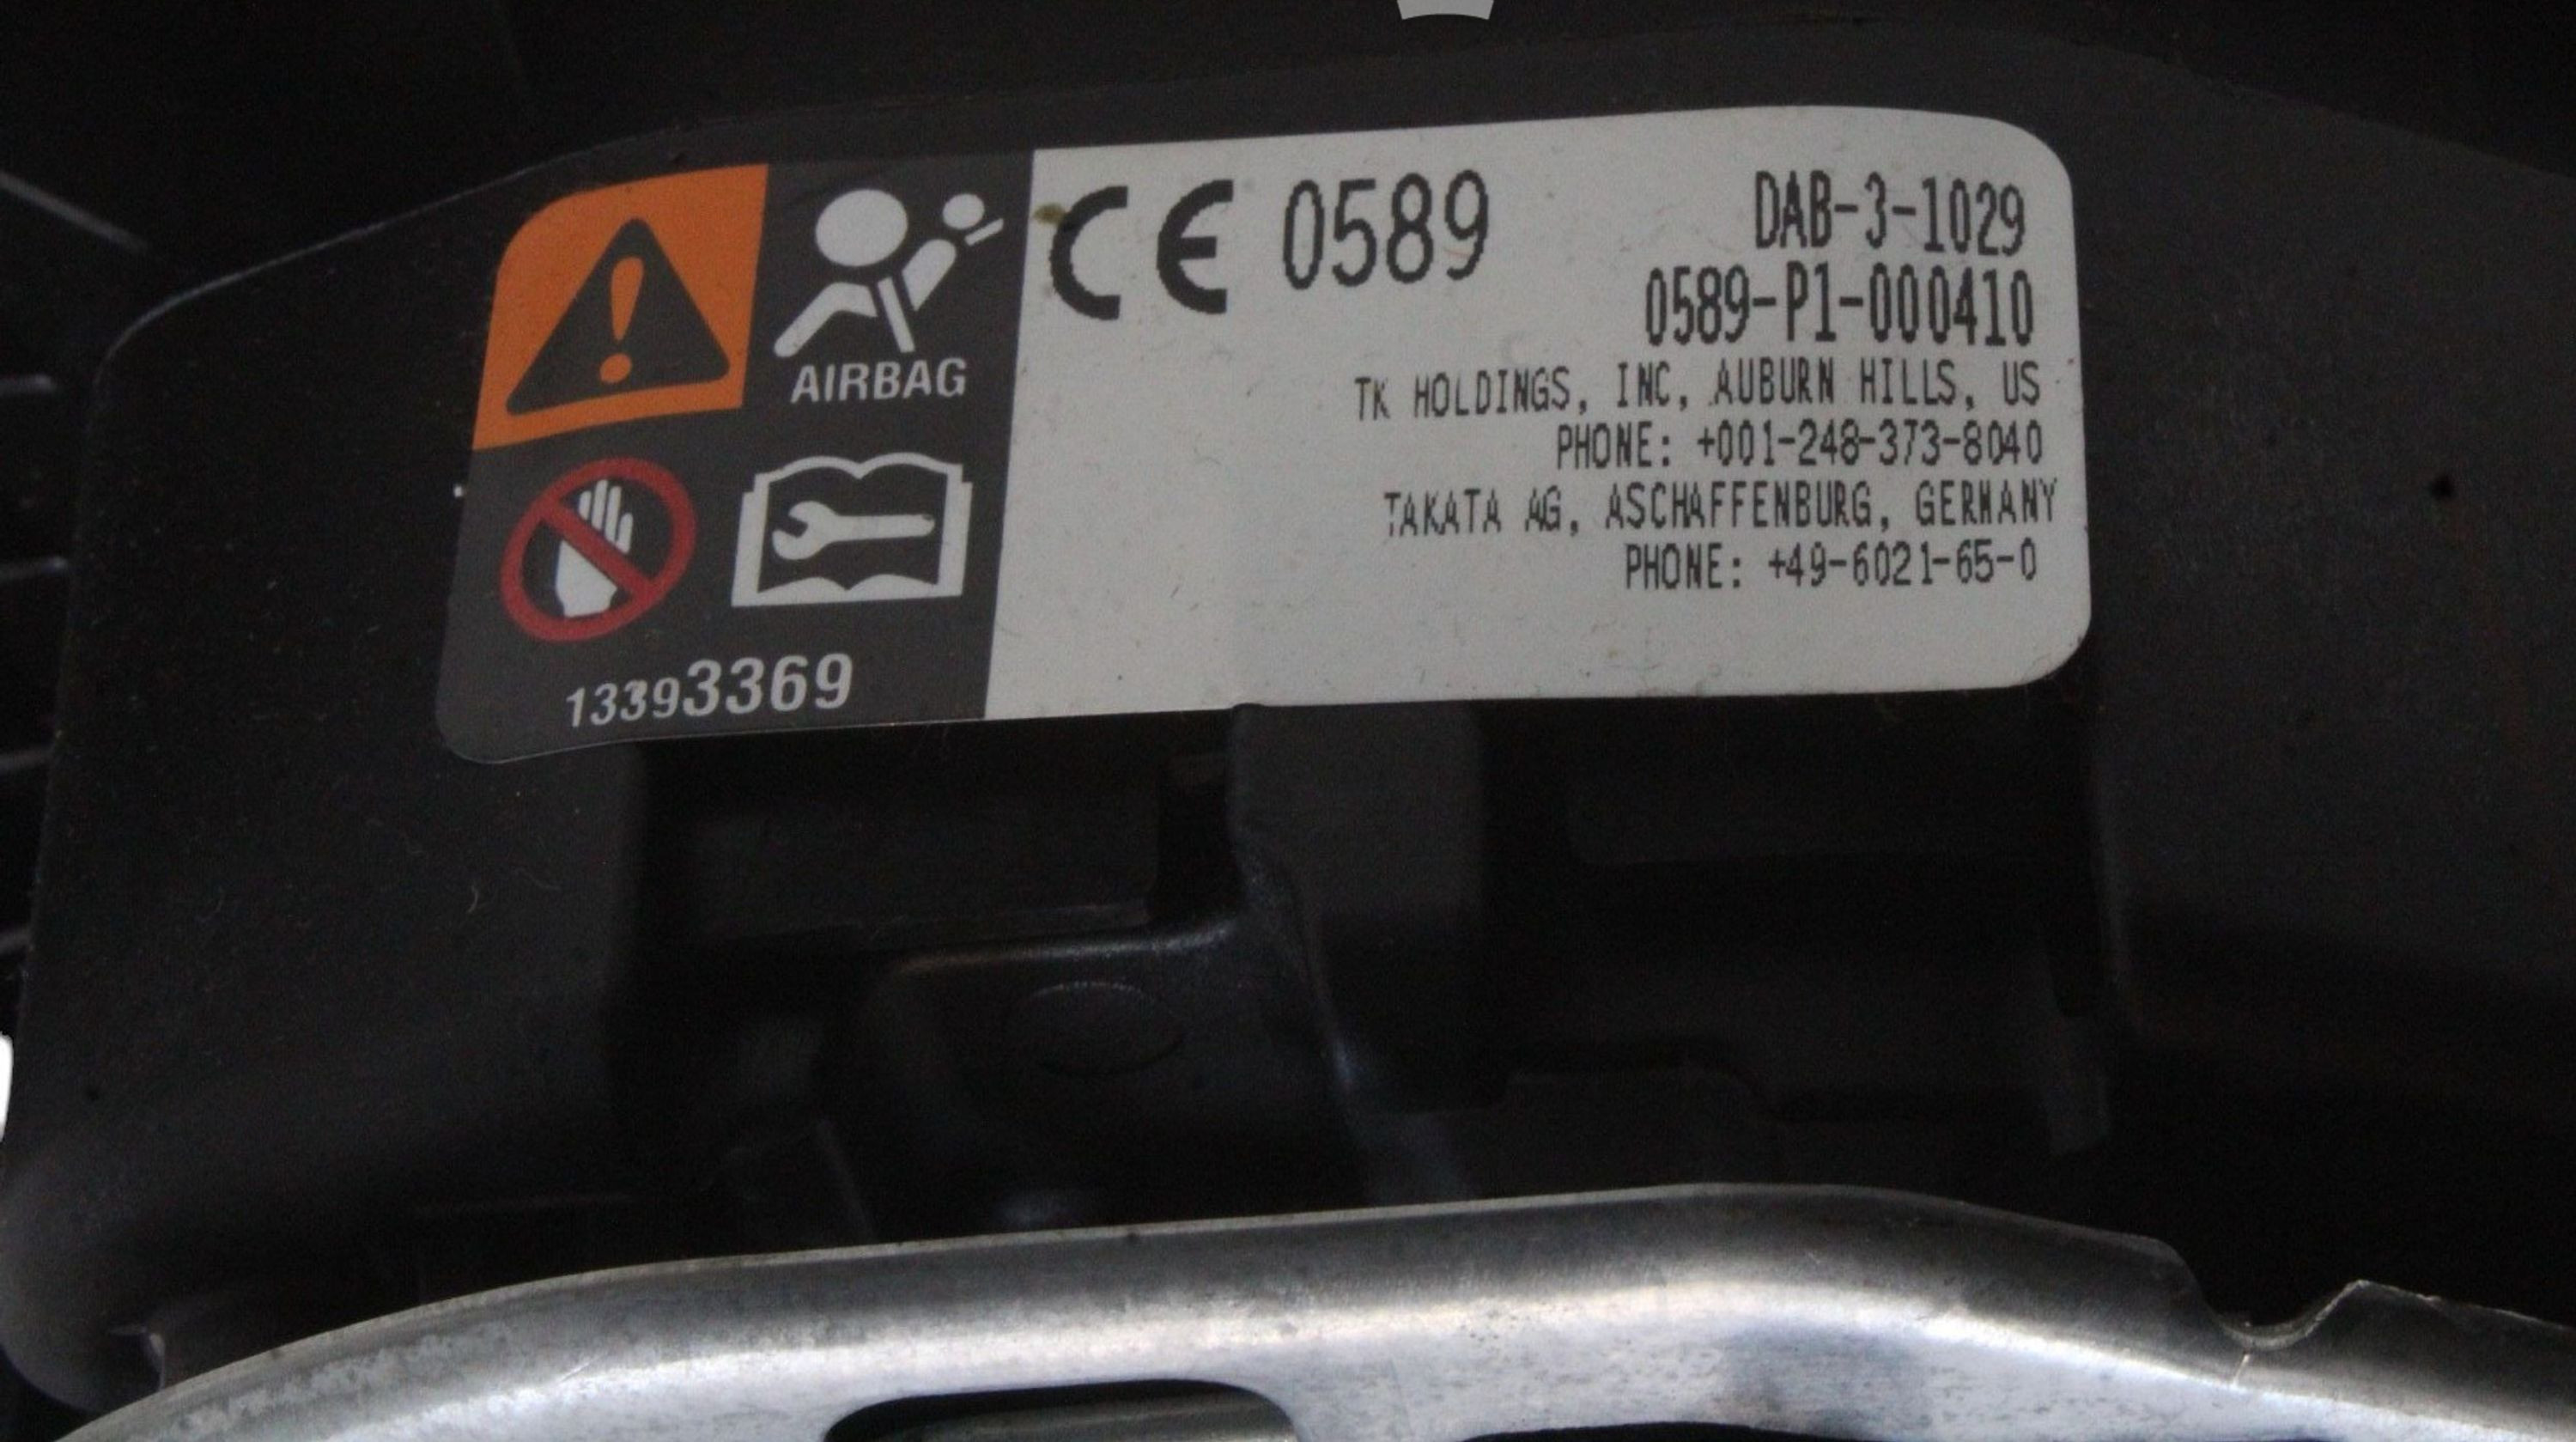 AIRBAG
13393369
CE 0589
DAB-3-1029
0589-P1-000410
TK HOLDINGS, INC, AUBURN HILLS, US
PHONE: +001-248-373-8040
TAKATA AG, ASCHAFFENBURG, GERMANY
PHONE: +49-6021-65-0